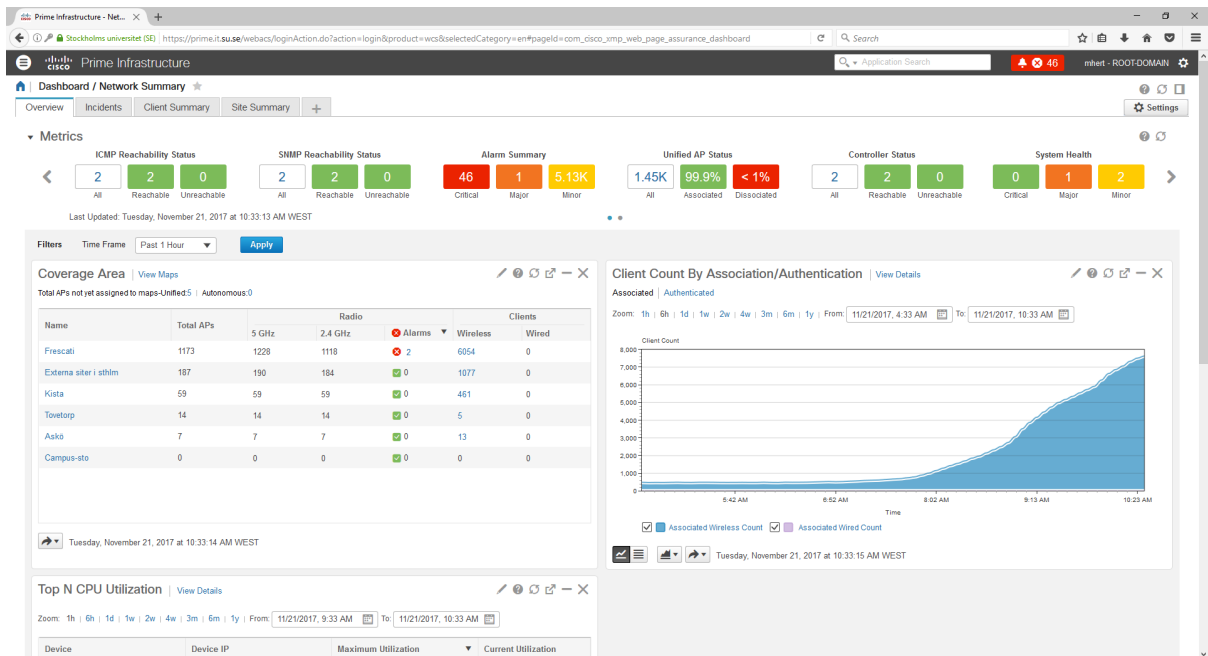 Prime Infrastructure - Net...
Stockholms universitet (SE) https://prime.it.su.se/webacs/loginAction.do?action=login&product=wcs&selectedCategory=en#pageId=com_cisco_xmp_web_page_assurance_dashboard Search
cisco Prime Infrastructure Application Search 46 mhert - ROOT-DOMAIN
Dashboard / Network Summary
Overview Incidents Client Summary Site Summary + Settings
Metrics
ICMP Reachability Status SNMP Reachability Status Alarm Summary Unified AP Status Controller Status System Health
2 2 0 2 2 0 46 1 5.13K 1.45K 99.9% < 1% 2 2 0 0 1 2
All Reachable Unreachable All Reachable Unreachable Critical Major Minor All Associated Dissociated All Reachable Unreachable Critical Major Minor
Last Updated: Tuesday, November 21, 2017 at 10:33:13 AM WEST
Filters Time Frame Past 1 Hour Apply
Coverage Area | View Maps
Total APs not yet assigned to maps-Unified:5 | Autonomous:0
Name Total APs Radio Clients
5 GHz 2.4 GHz Alarms Wireless Wired
Frescati 1173 1228 1118 2 6054 0
Externa siter i sthlm 187 190 184 0 1077 0
Kista 59 59 59 0 461 0
Tovetorp 14 14 14 0 5 0
Askö 7 7 7 0 13 0
Campus-sto 0 0 0 0 0 0
Tuesday, November 21, 2017 at 10:33:14 AM WEST
Client Count By Association/Authentication | View Details
Associated | Authenticated
Zoom: 1h | 6h | 1d | 1w | 2w | 4w | 3m | 6m | 1y | From: 11/21/2017, 4:33 AM To: 11/21/2017, 10:33 AM
Client Count
8,000
7,000
6,000
5,000
4,000
3,000
2,000
1,000
0
5:42 AM 6:52 AM 8:02 AM 9:13 AM 10:23 AM
Time
Associated Wireless Count Associated Wired Count
Tuesday, November 21, 2017 at 10:33:15 AM WEST
Top N CPU Utilization | View Details
Zoom: 1h | 6h | 1d | 1w | 2w | 4w | 3m | 6m | 1y | From: 11/21/2017, 9:33 AM To: 11/21/2017, 10:33 AM
Device Device IP Maximum Utilization Current Utilization